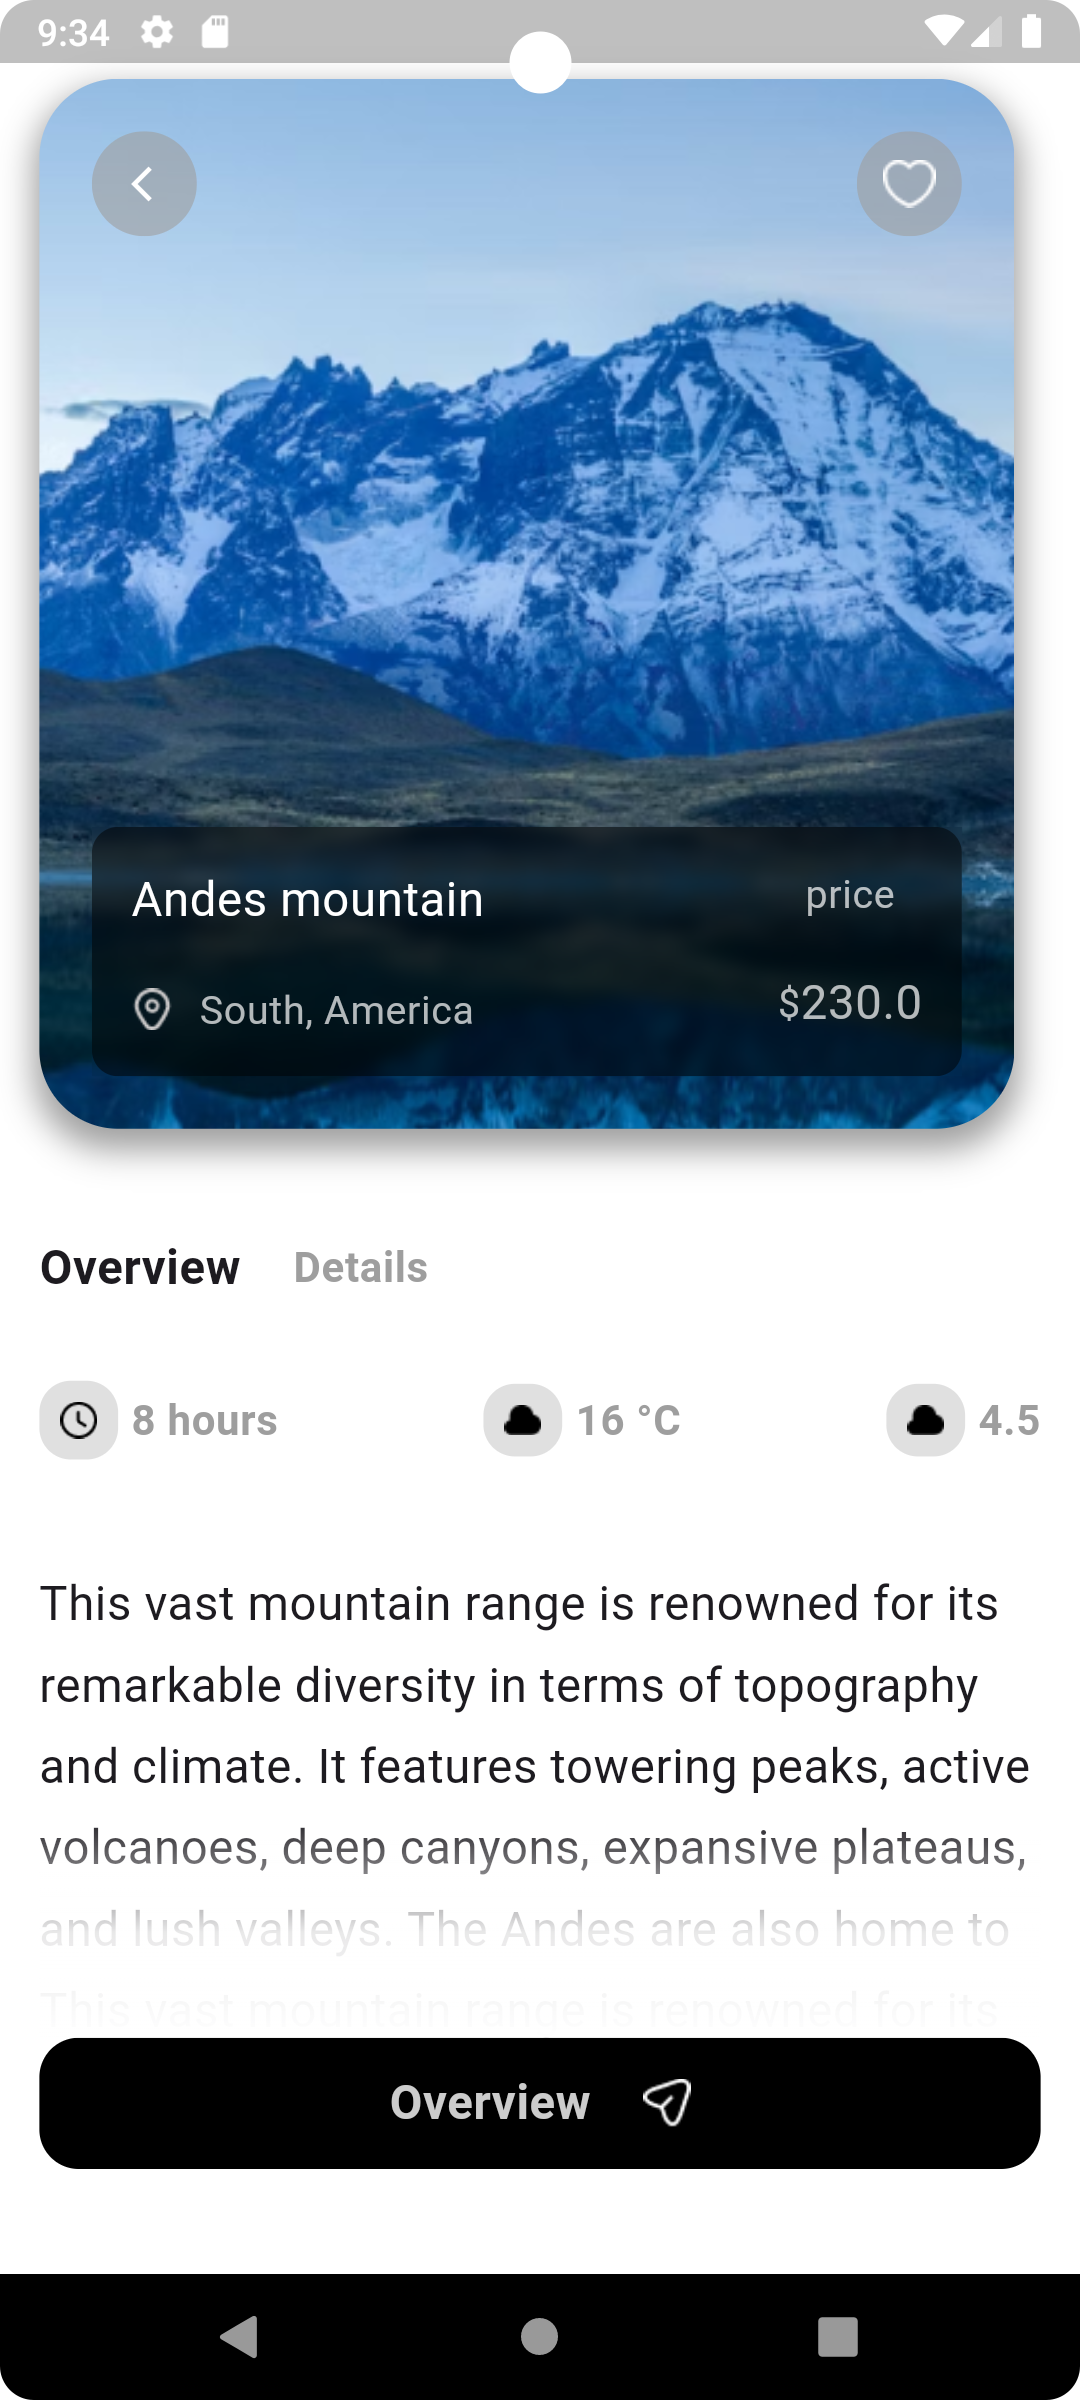 9:34
Andes mountain
price
South, America
$230.0
Overview Details
8 hours
16 °C
4.5
This vast mountain range is renowned for its
remarkable diversity in terms of topography
and climate. It features towering peaks, active
volcanoes, deep canyons, expansive plateaus,
and lush valleys. The Andes are also home to
This vast mountain range is renowned for its
Overview